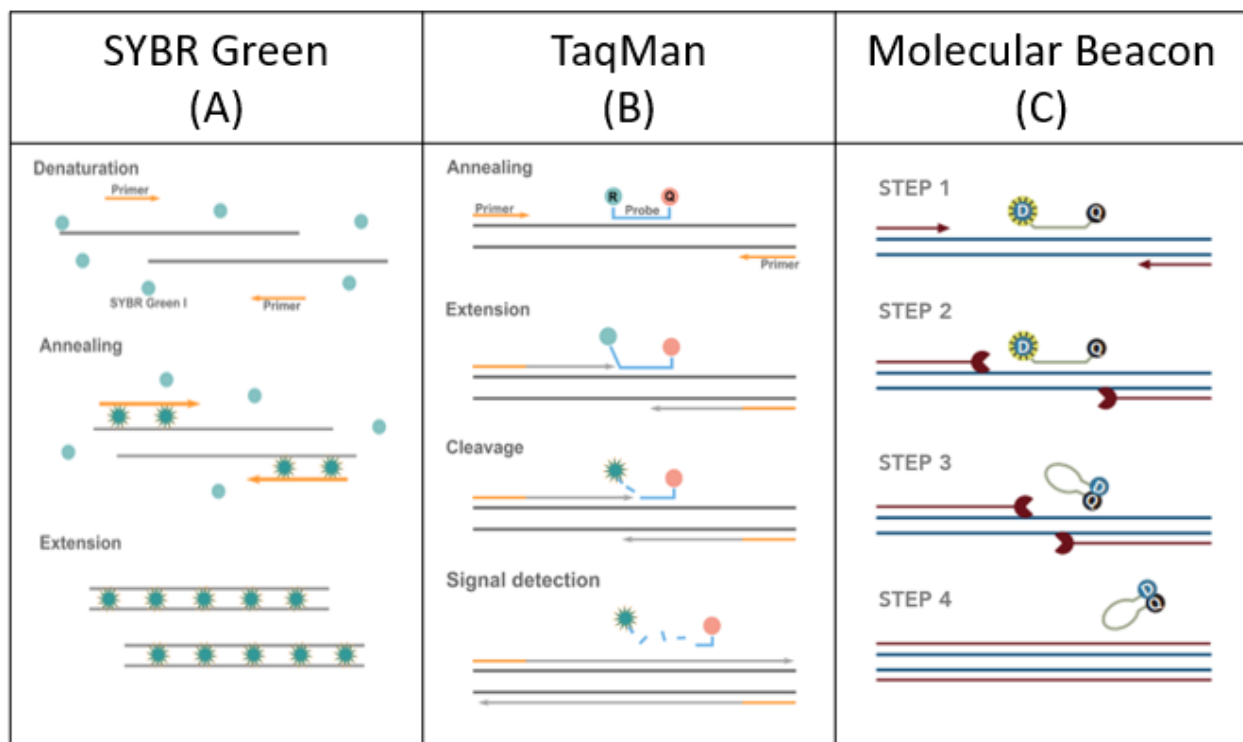 SYBR Green
(A)
TaqMan
(B)
Molecular Beacon
(C)
Denaturation
Primer
SYBR Green I
Primer
Annealing
Extension
Annealing
R
Q
Primer
Probe
Primer
Extension
Cleavage
Signal detection
STEP 1
D
Q
STEP 2
D
Q
STEP 3
D
Q
STEP 4
D
Q